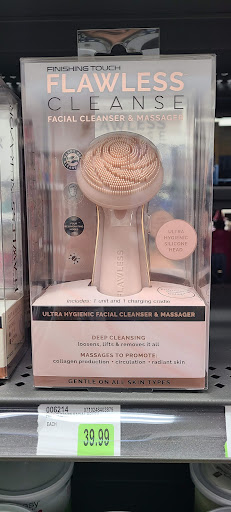 FINISHING TOUCH
FLAWLESS
CLEANSE
FACIAL CLEANSER & MASSAGER
ULTRA
HYGIENIC
SILICONE
HEAD
FLAWLESS
includes: 1 unit and 1 charging cradle
ULTRA HYGIENIC FACIAL CLEANSER & MASSAGER
DEEP CLEANSING
loosens, lifts & removes it all
MASSAGES TO PROMOTE:
collagen production • circulation • radiant skin
GENTLE ON ALL SKIN TYPES
006214
EACH
39.99